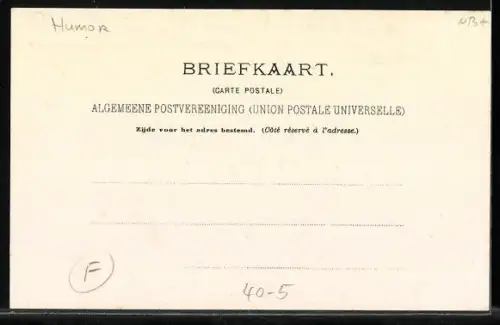 Humor
NB+
BRIEFKAART.
(CARTE POSTALE)
ALGEMEENE POSTVEREENIGING (UNION POSTALE UNIVERSELLE)
Zijde voor het adres bestemd. (Côté réservé à l'adresse.)
F
40-5